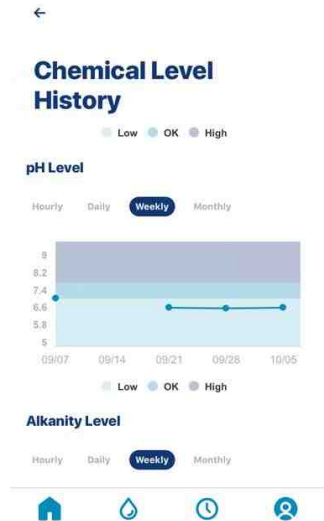 Chemical Level
History
Low OK High
pH Level
Hourly Daily Weekly Monthly
9
8.2
7.4
6.6
5.8
5
09/07 09/14 09/21 09/28 10/05
Low OK High
Alkanity Level
Hourly Daily Weekly Monthly